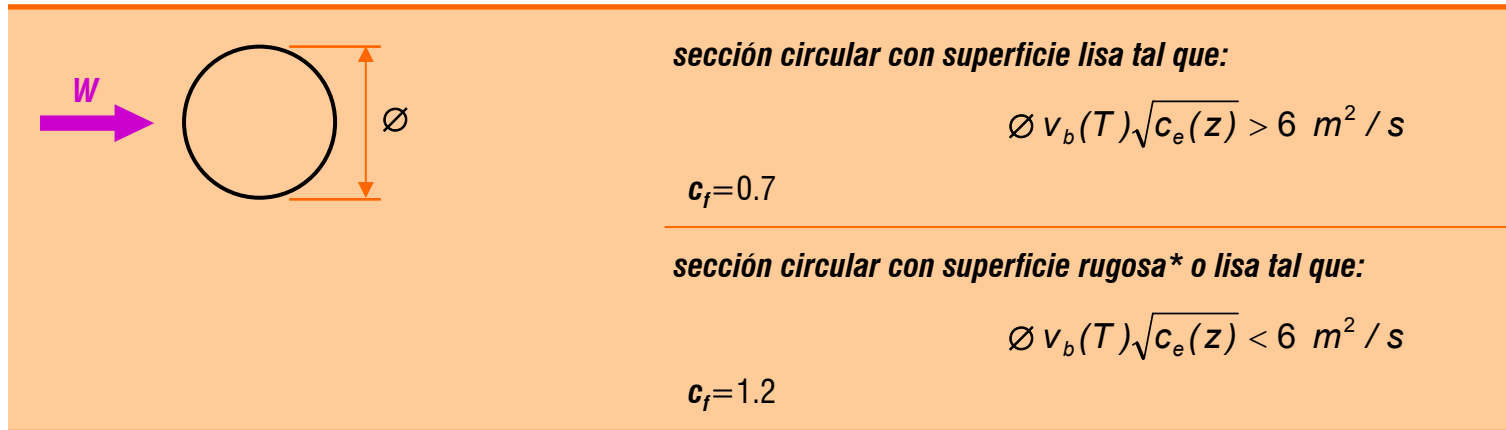 W
∅
sección circular con superficie lisa tal que:
∅ v_b(T)√c_e(z) > 6 m² / s
c_f=0.7
sección circular con superficie rugosa* o lisa tal que:
∅ v_b(T)√c_e(z) < 6 m² / s
c_f=1.2